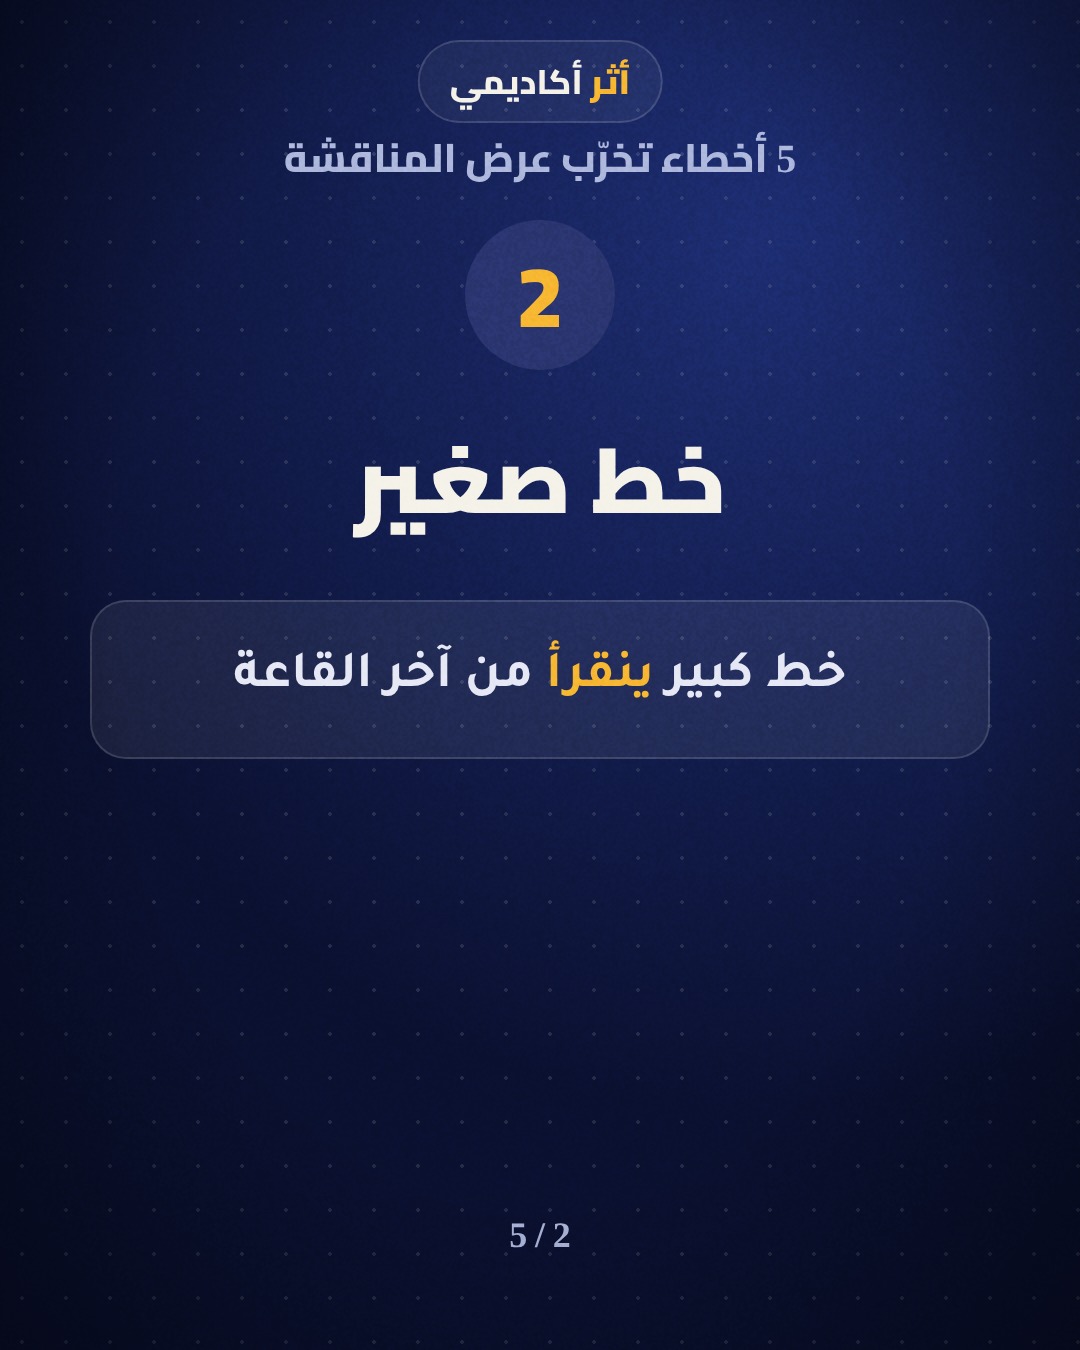 أثر أكاديمي
5 أخطاء تخرّب عرض المناقشة
2
خط صغير
خط كبير ينقرأ من آخر القاعة
5 / 2